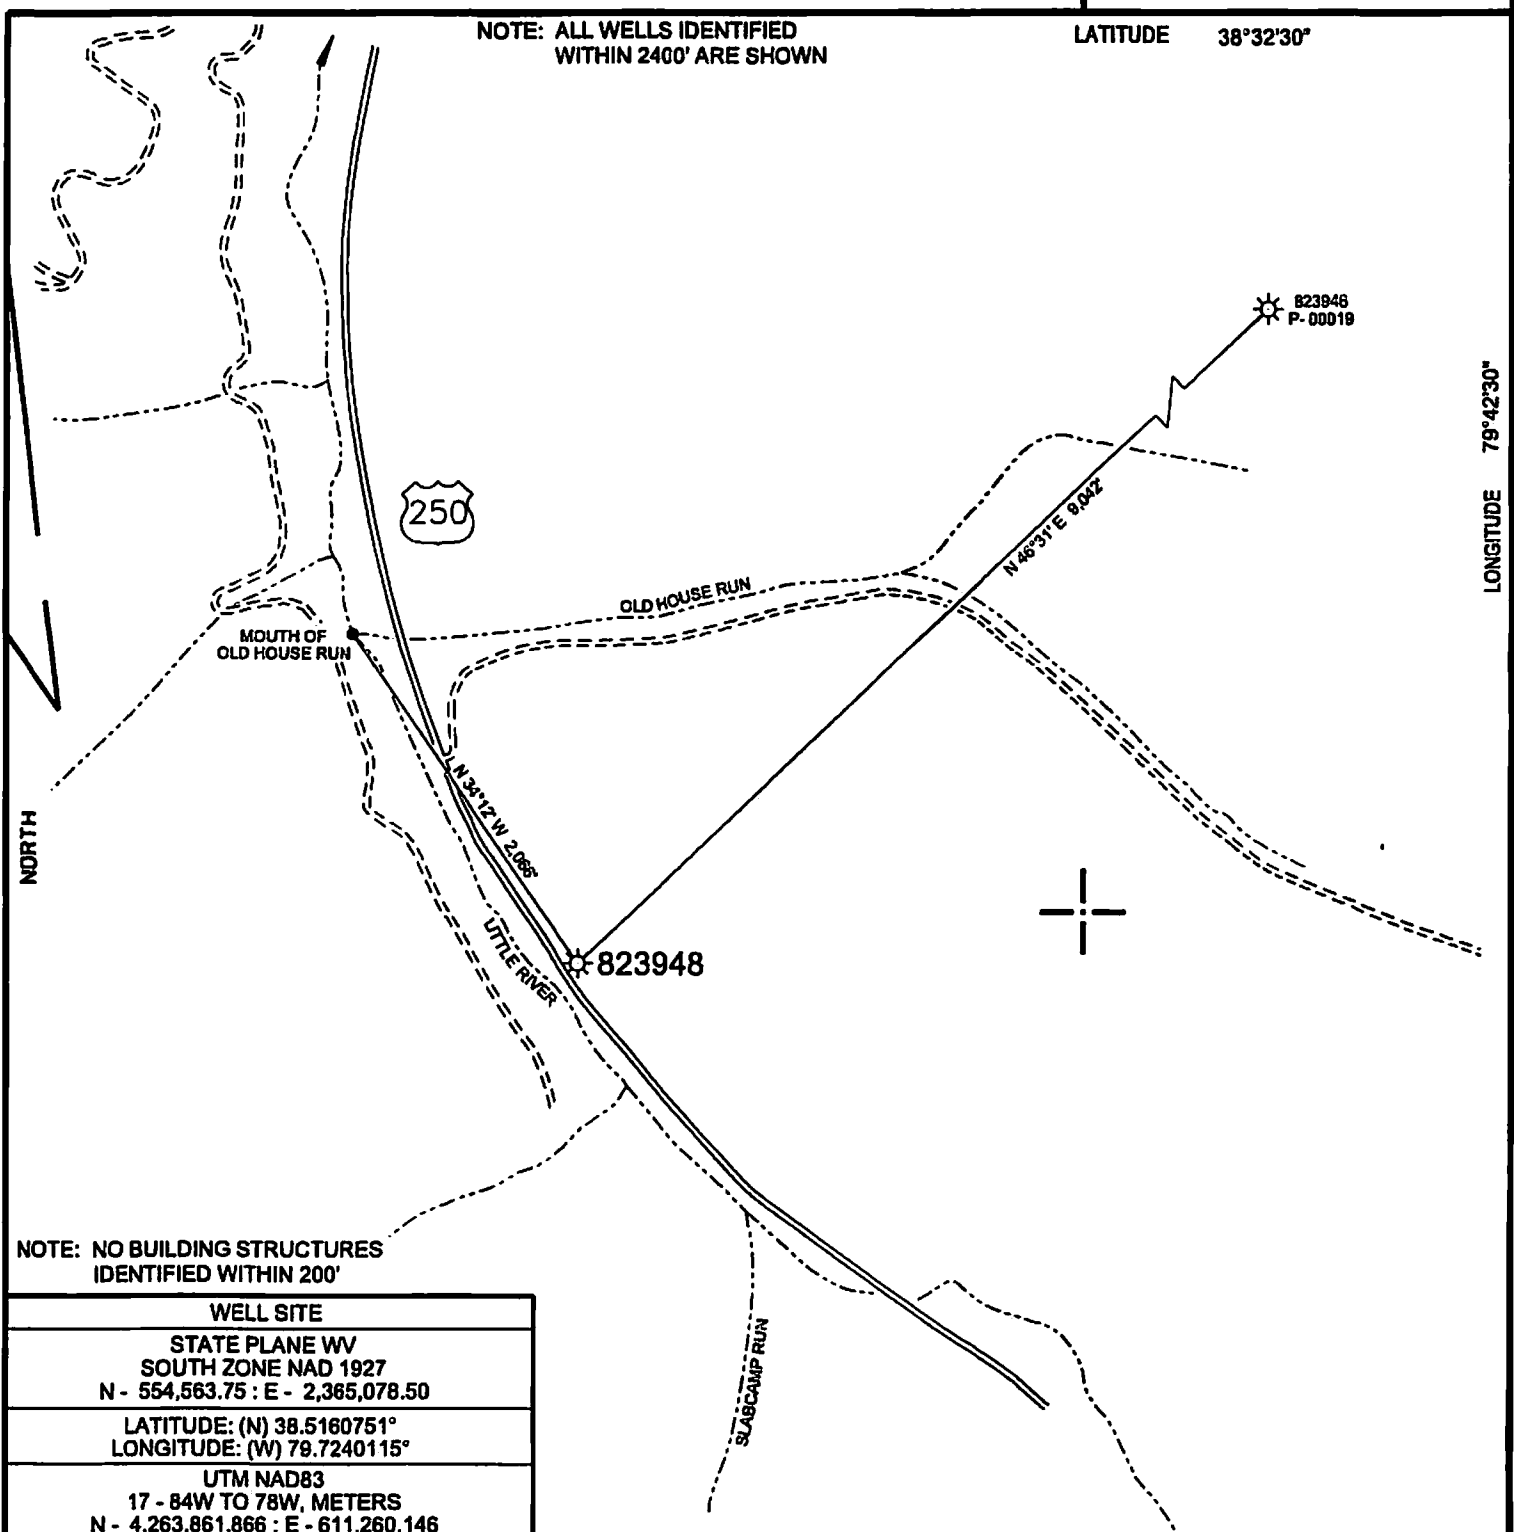 NOTE: ALL WELLS IDENTIFIED
WITHIN 2400' ARE SHOWN
LATITUDE 38°32'30"
823946
P-00019
LONGITUDE 79°42'30"
250
N 46°31' E 9,042'
OLD HOUSE RUN
MOUTH OF
OLD HOUSE RUN
N 34°12' W 2,066'
NORTH
LITTLE RIVER
823948
NOTE: NO BUILDING STRUCTURES
IDENTIFIED WITHIN 200'
SLABCAMP RUN
WELL SITE
STATE PLANE WV
SOUTH ZONE NAD 1927
N - 554,563.75 : E - 2,365,078.50
LATITUDE: (N) 38.5160751°
LONGITUDE: (W) 79.7240115°
UTM NAD83
17 - 84W TO 78W, METERS
N - 4,263,861.866 : E - 611,260.146